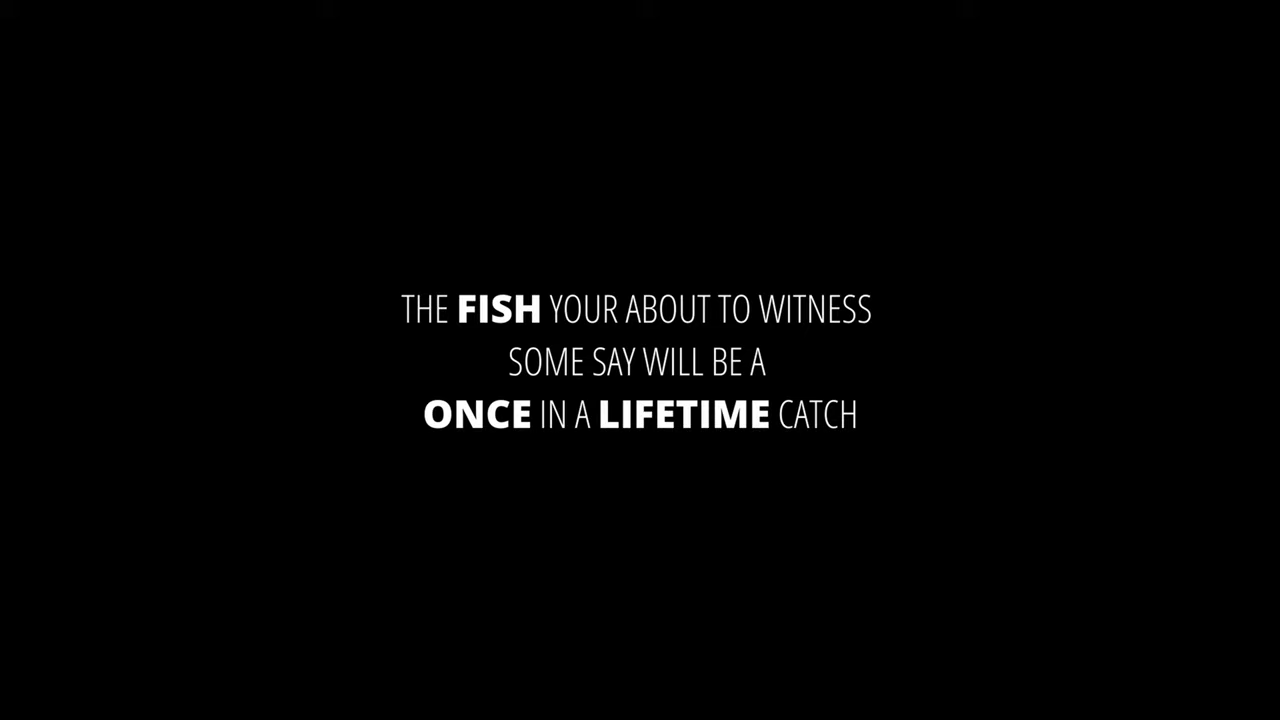 THE FISH YOUR ABOUT TO WITNESS
SOME SAY WILL BE A
ONCE IN A LIFETIME CATCH